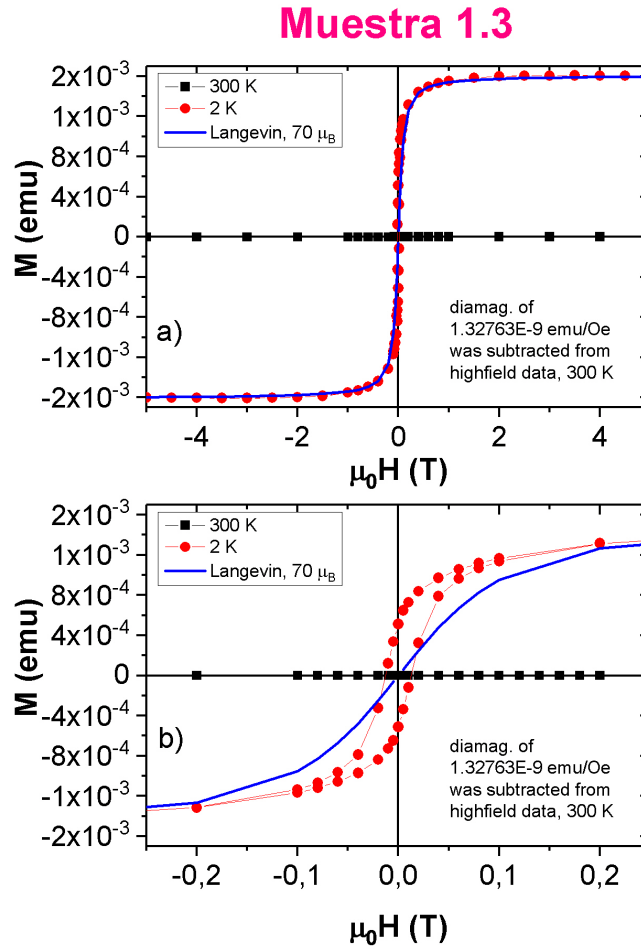 Muestra 1.3
2x10⁻³
1x10⁻³
8x10⁻⁴
4x10⁻⁴
0
-4x10⁻⁴
-8x10⁻⁴
-1x10⁻³
-2x10⁻³
M (emu)
300 K
2 K
Langevin, 70 μB
a)
diamag. of
1.32763E-9 emu/Oe
was subtracted from
highfield data, 300 K
-4 -2 0 2 4
μ₀H (T)
2x10⁻³
1x10⁻³
8x10⁻⁴
4x10⁻⁴
0
-4x10⁻⁴
-8x10⁻⁴
-1x10⁻³
-2x10⁻³
M (emu)
300 K
2 K
Langevin, 70 μB
b)
diamag. of
1.32763E-9 emu/Oe
was subtracted from
highfield data, 300 K
-0,2 -0,1 0,0 0,1 0,2
μ₀H (T)